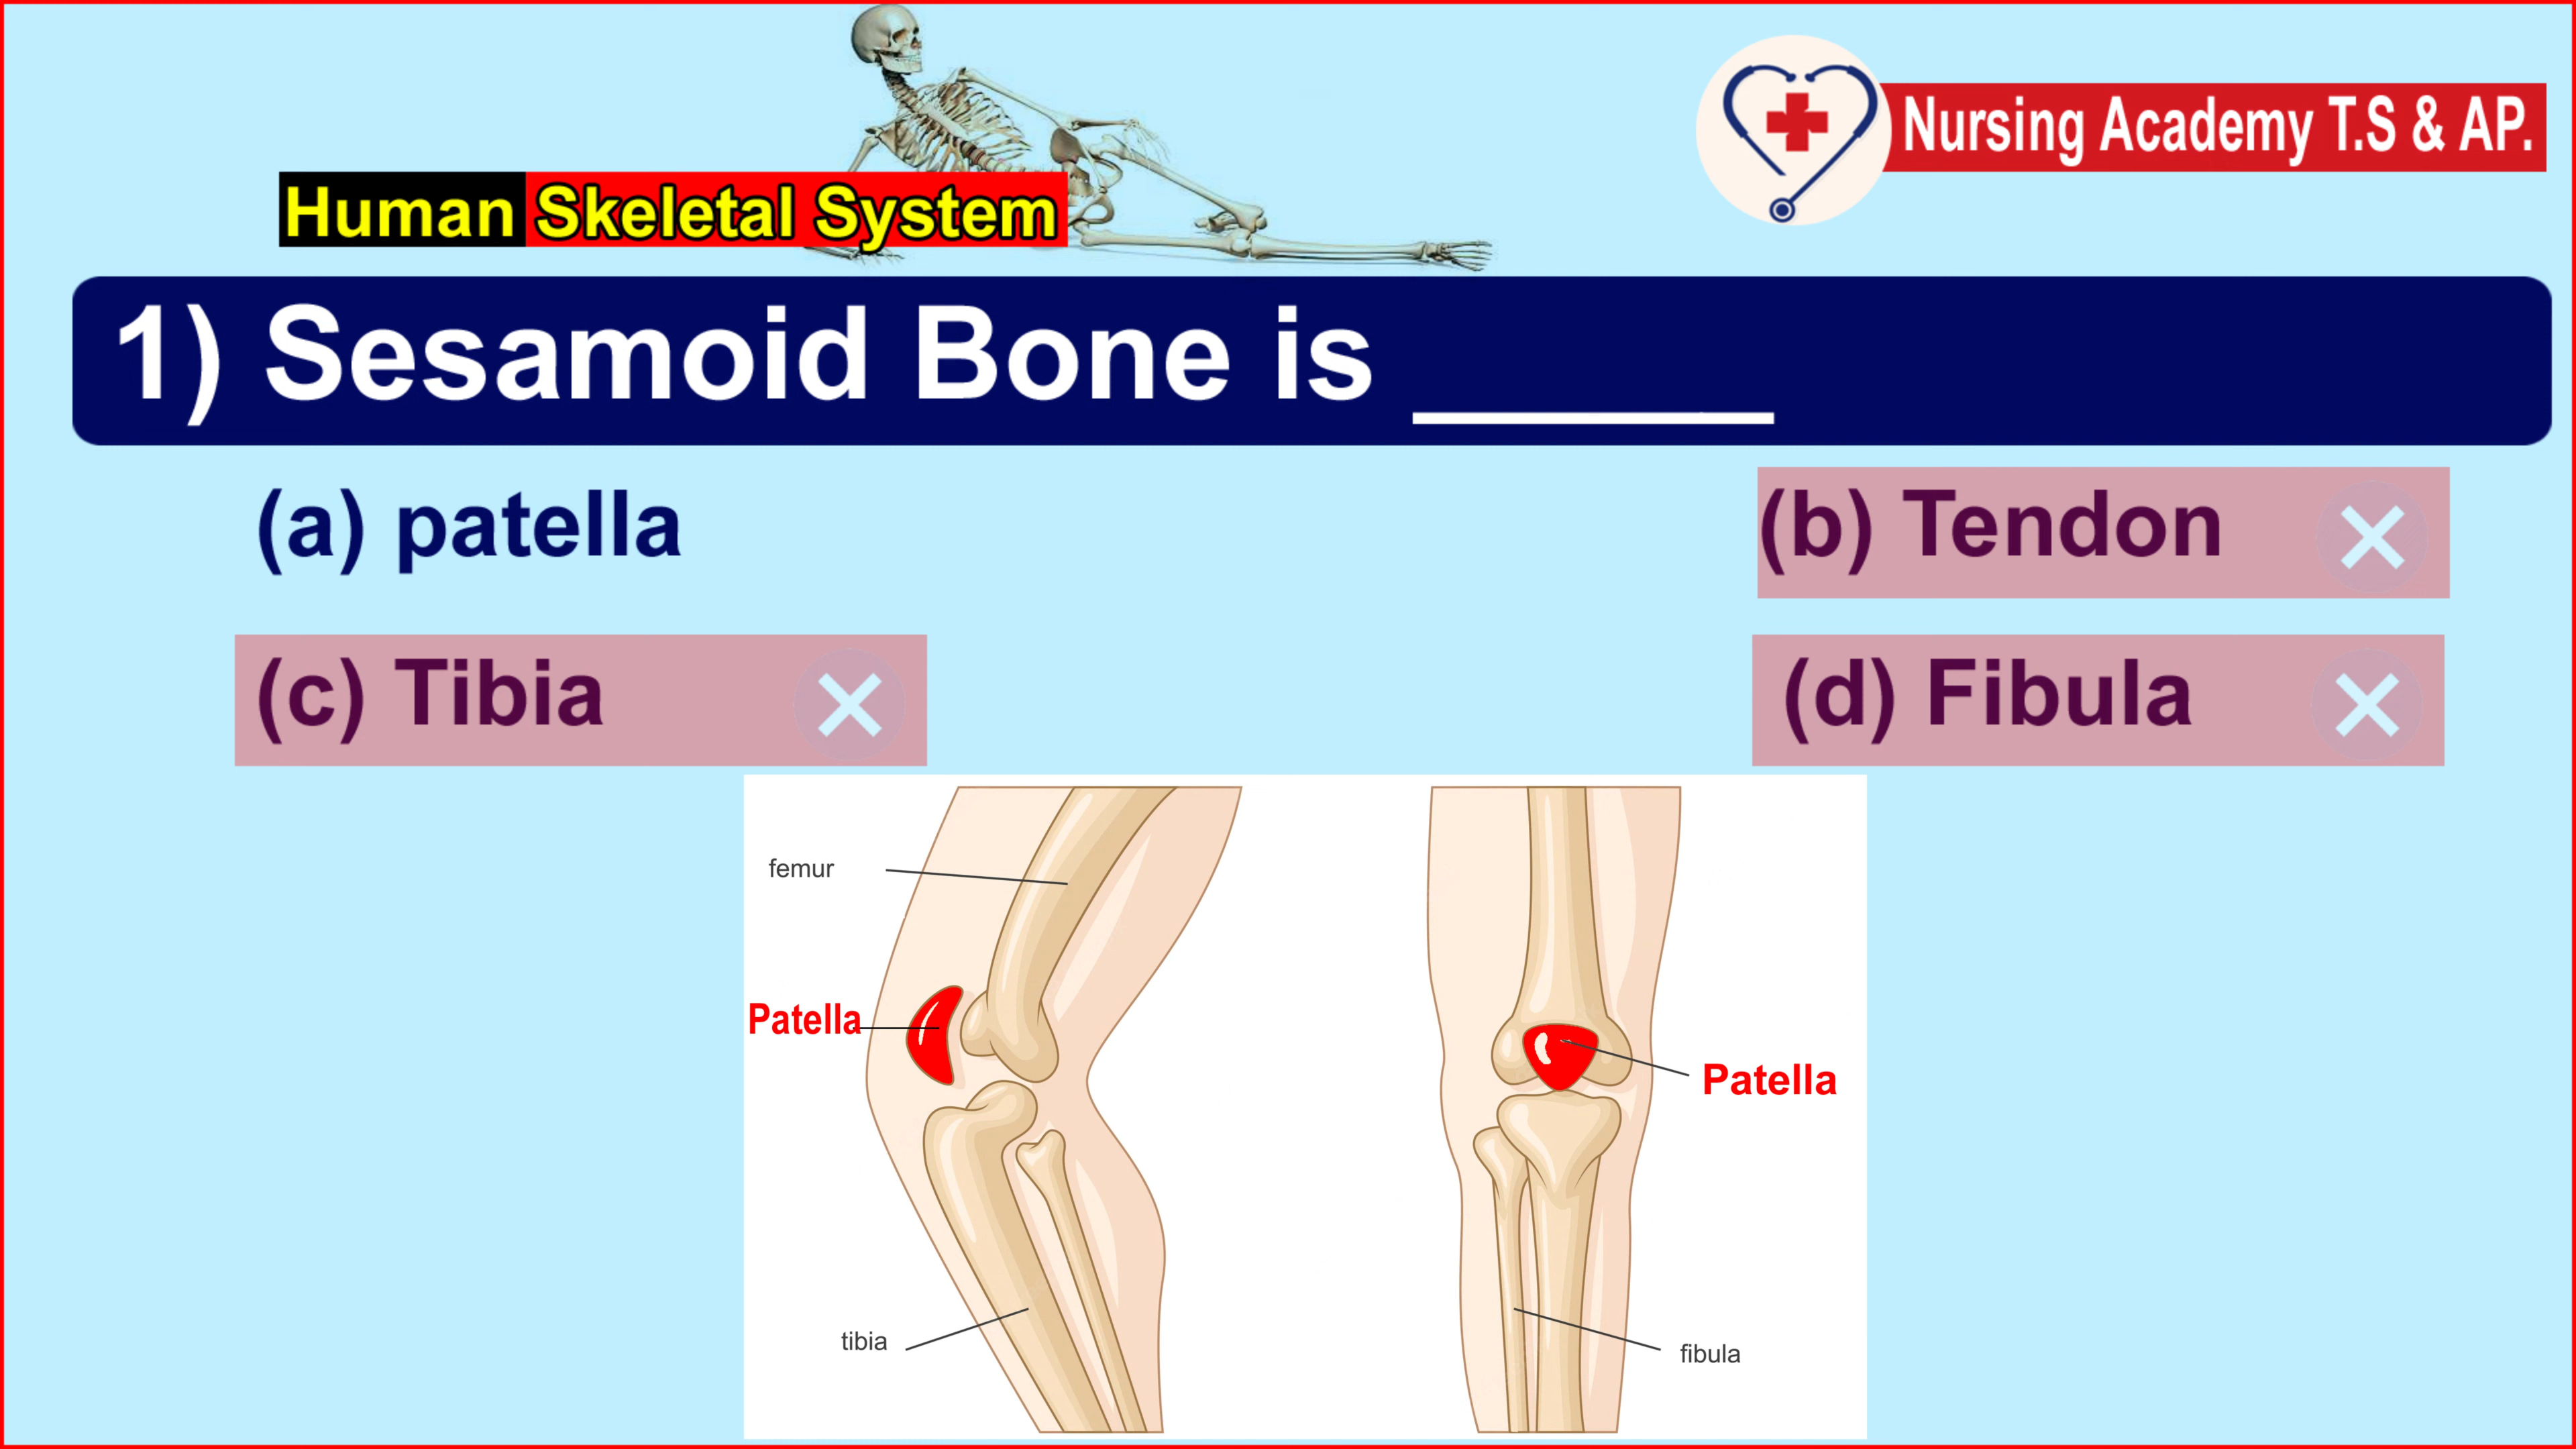 Nursing Academy T.S & AP.
Human Skeletal System
1) Sesamoid Bone is ______
(a) patella
(b) Tendon
(c) Tibia
(d) Fibula
femur
Patella
Patella
tibia
fibula